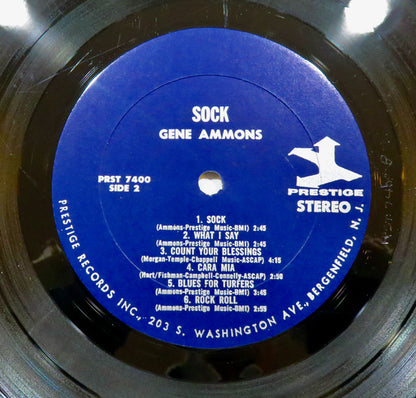 SOCK
GENE AMMONS
PRST 7400
SIDE 2
PRESTIGE
STEREO
1. SOCK
(Ammons-Prestige Music-BMI) 2:45
2. WHAT I SAY
(Ammons-Prestige Music-BMI) 2:45
3. COUNT YOUR BLESSINGS
(Morgan-Temple-Chappell Music-ASCAP) 4:15
4. CARA MIA
(Hart/Fishman-Campbell-Connelly-ASCAP) 2:50
5. BLUES FOR TURFERS
(Ammons-Prestige Music-BMI) 3:45
6. ROCK ROLL
(Ammons-Prestige Music-BMI) 2:59
PRESTIGE RECORDS INC., 203 S. WASHINGTON AVE., BERGENFIELD, N. J.